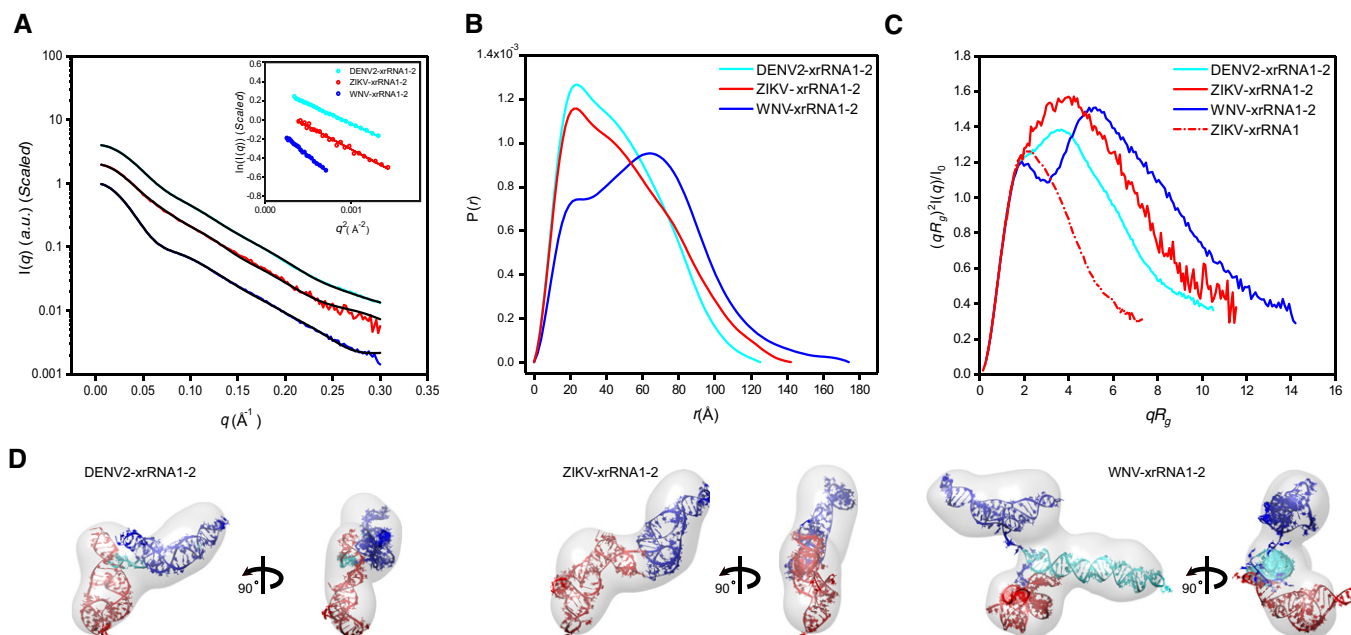 A
I(q) (a.u.) (Scaled)
100
10
1
0.1
0.01
0.001
0.00
0.05
0.10
0.15
0.20
0.25
0.30
0.35
q (Å⁻¹)
ln(I(q)) (Scaled)
0.6
0.4
0.2
0.0
-0.2
-0.4
-0.6
-0.8
0.000
0.001
q² (Å⁻²)
DENV2-xrRNA1-2
ZIKV-xrRNA1-2
WNV-xrRNA1-2
B
P(r)
1.4x10⁻³
1.2
1.0
0.8
0.6
0.4
0.2
0.0
0
20
40
60
80
100
120
140
160
180
r(Å)
DENV2-xrRNA1-2
ZIKV- xrRNA1-2
WNV-xrRNA1-2
C
(qRg)²I(q)/I₀
1.8
1.6
1.4
1.2
1.0
0.8
0.6
0.4
0.2
0.0
0
2
4
6
8
10
12
14
16
qRg
DENV2-xrRNA1-2
ZIKV-xrRNA1-2
WNV-xrRNA1-2
ZIKV-xrRNA1
D
DENV2-xrRNA1-2
90°
ZIKV-xrRNA1-2
90°
WNV-xrRNA1-2
90°